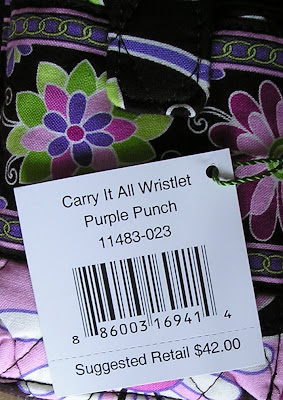 Carry It All Wristlet
Purple Punch
11483-023
8 86003 16941 4
Suggested Retail $42.00